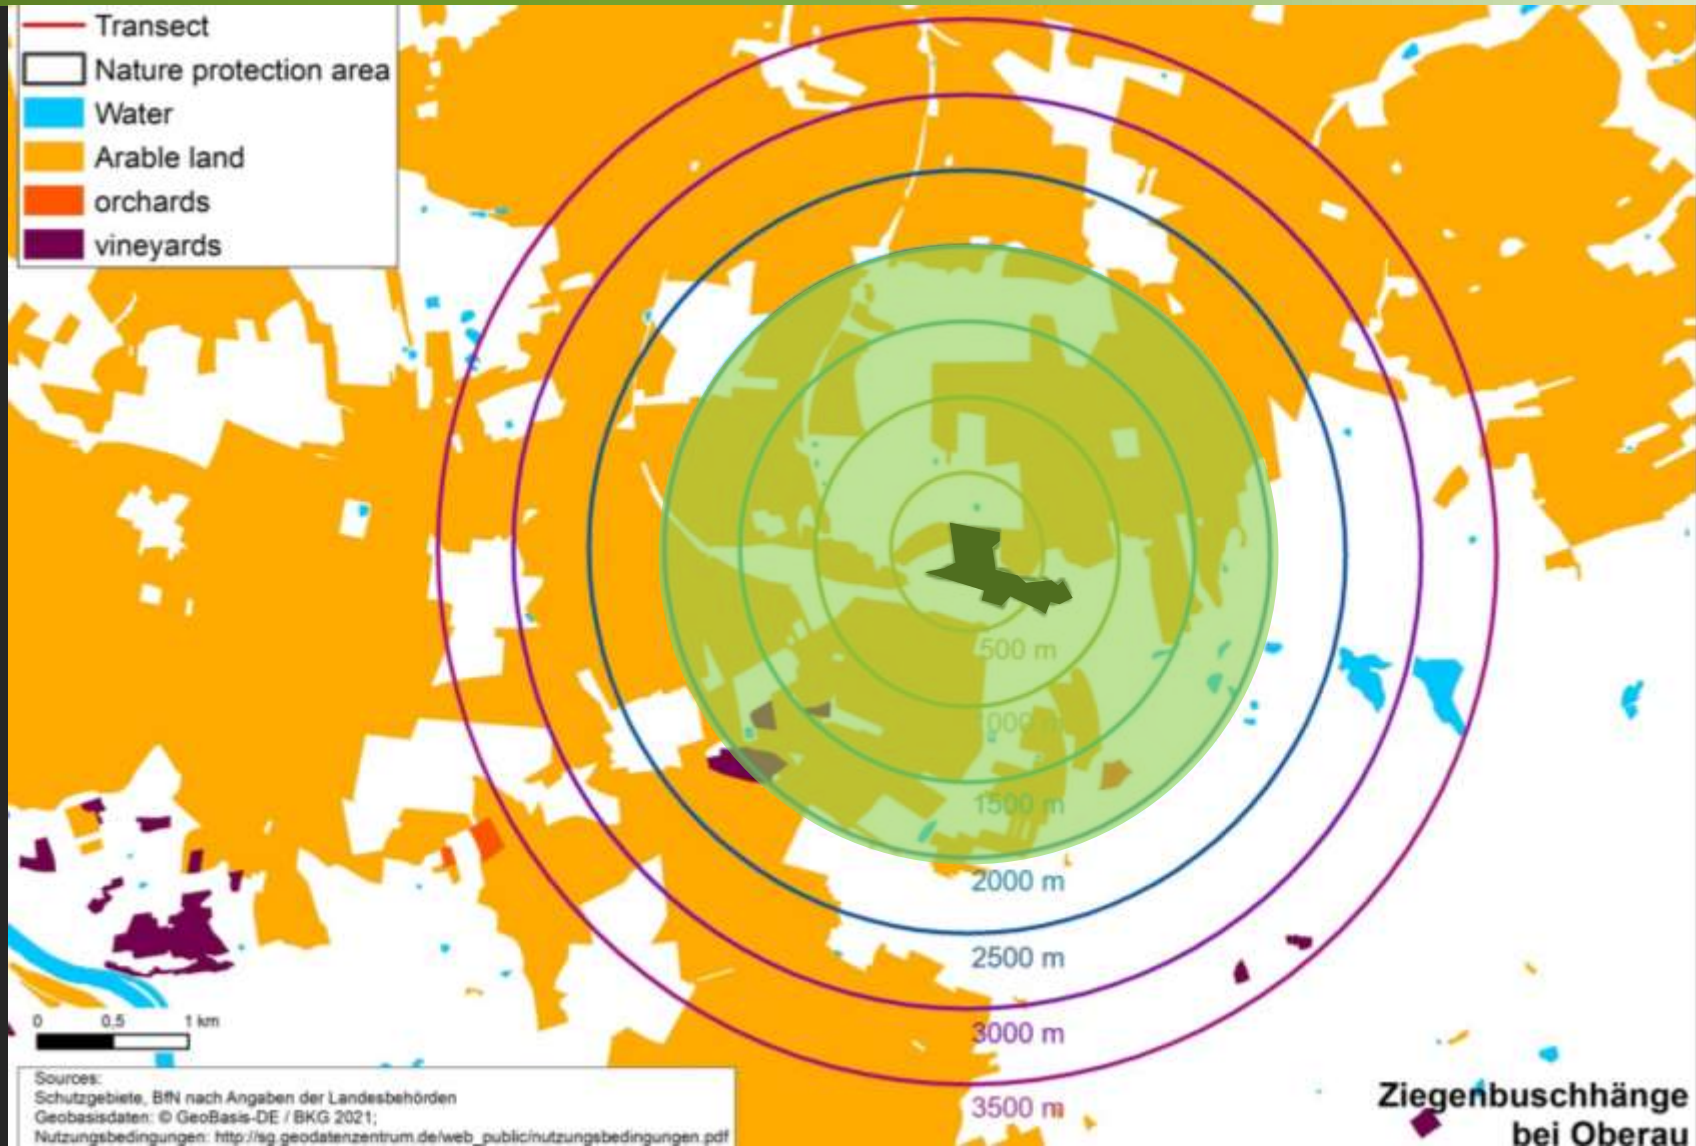 Transect
Nature protection area
Water
Arable land
orchards
vineyards
500 m
1000 m
1500 m
2000 m
2500 m
3000 m
3500 m
0 0,5 1 km
Sources:
Schutzgebiete, BfN nach Angaben der Landesbehörden
Geobasisdaten: © GeoBasis-DE / BKG 2021;
Nutzungsbedingungen: http://sg.geodatenzentrum.de/web_public/nutzungsbedingungen.pdf
Ziegenbuschhänge
bei Oberau